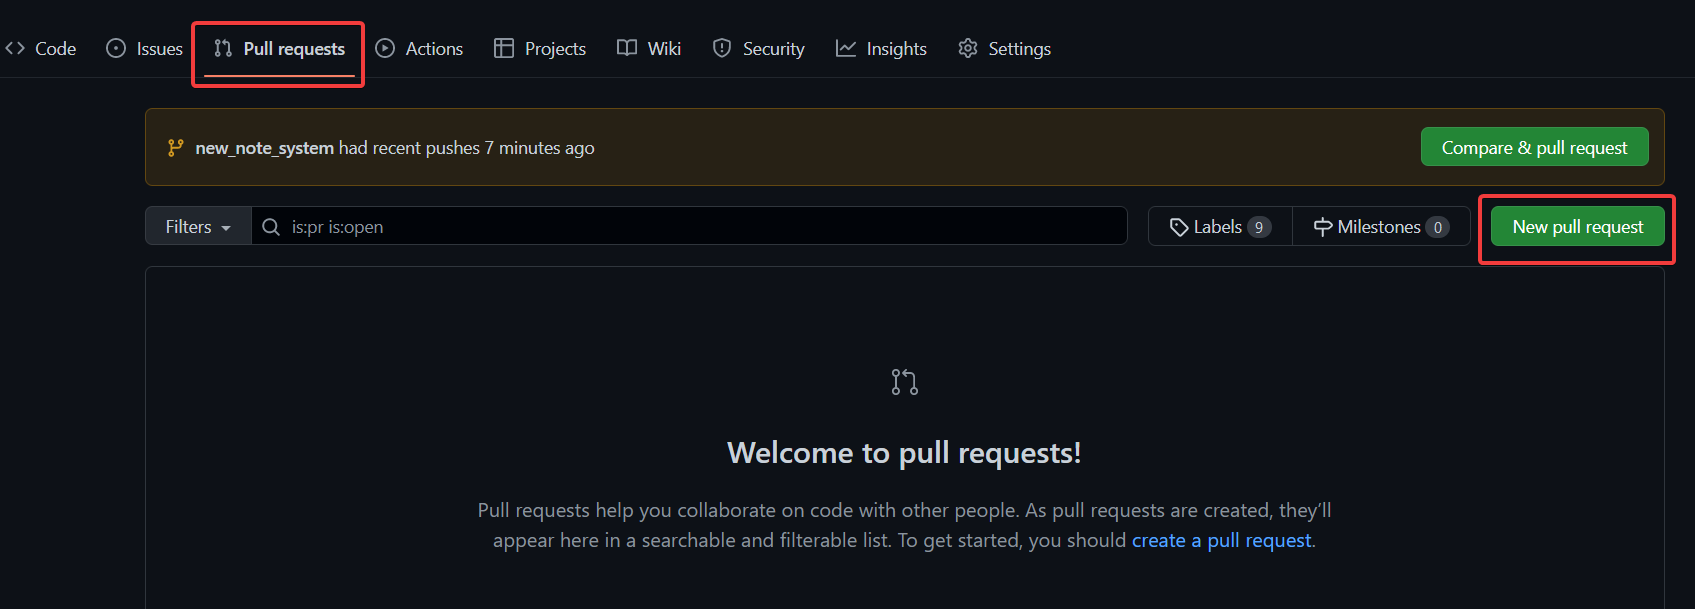 Code Issues Pull requests Actions Projects Wiki Security Insights Settings
new_note_system had recent pushes 7 minutes ago Compare & pull request
Filters is:pr is:open Labels 9 Milestones 0 New pull request
Welcome to pull requests!
Pull requests help you collaborate on code with other people. As pull requests are created, they’ll
appear here in a searchable and filterable list. To get started, you should create a pull request.